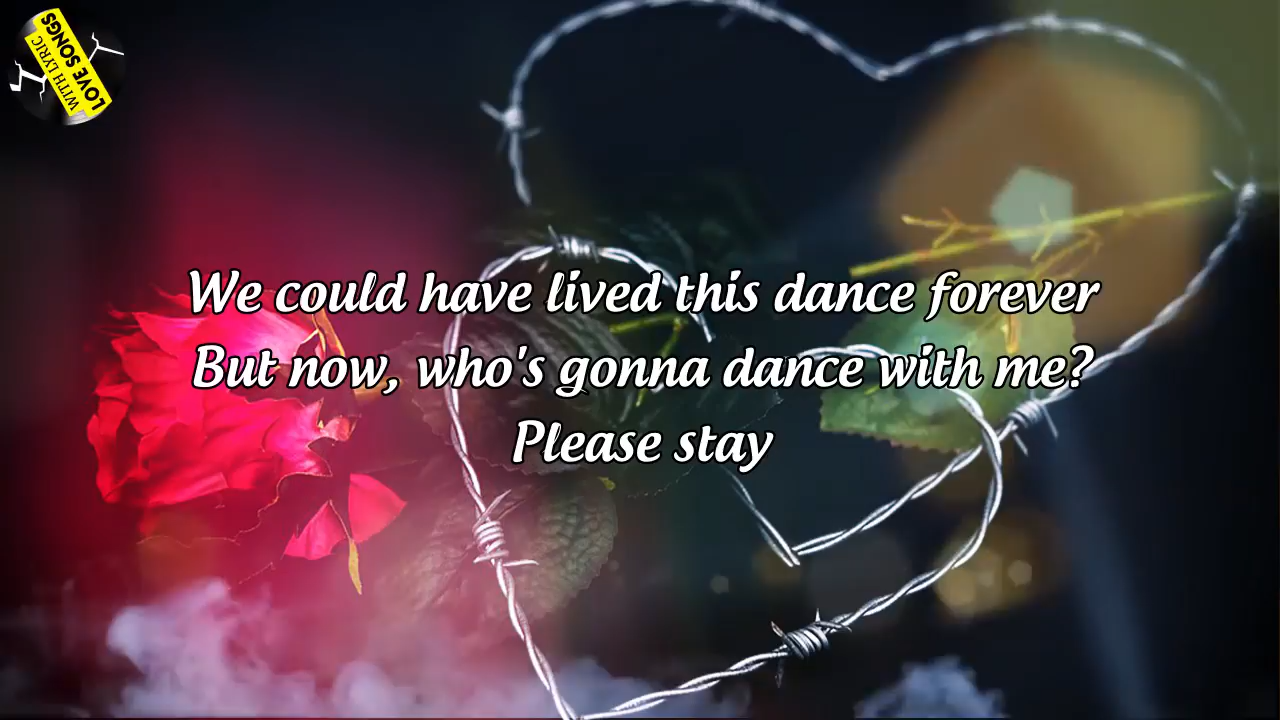 LOVE SONGS
WITH LYRIC
We could have lived this dance forever
But now, who's gonna dance with me?
Please stay